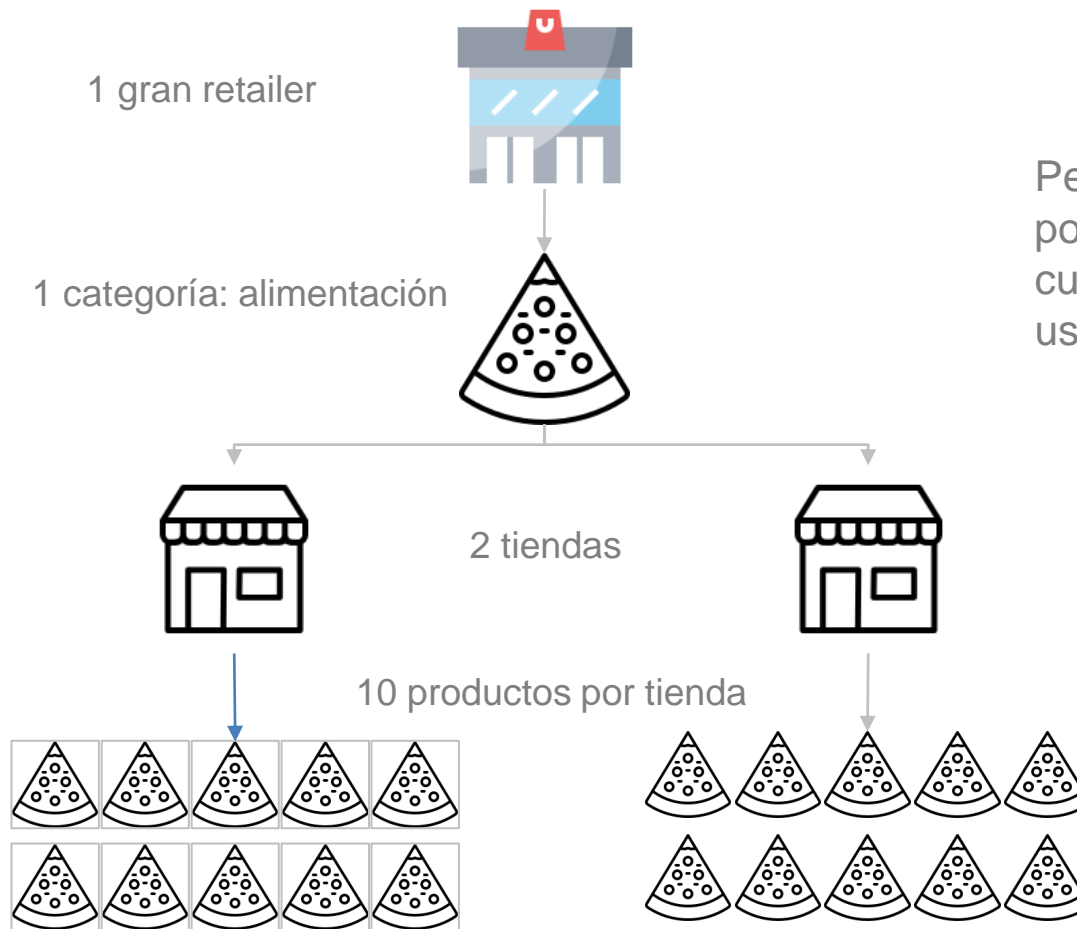 1 gran retailer
1 categoría: alimentación
2 tiendas
10 productos por tienda